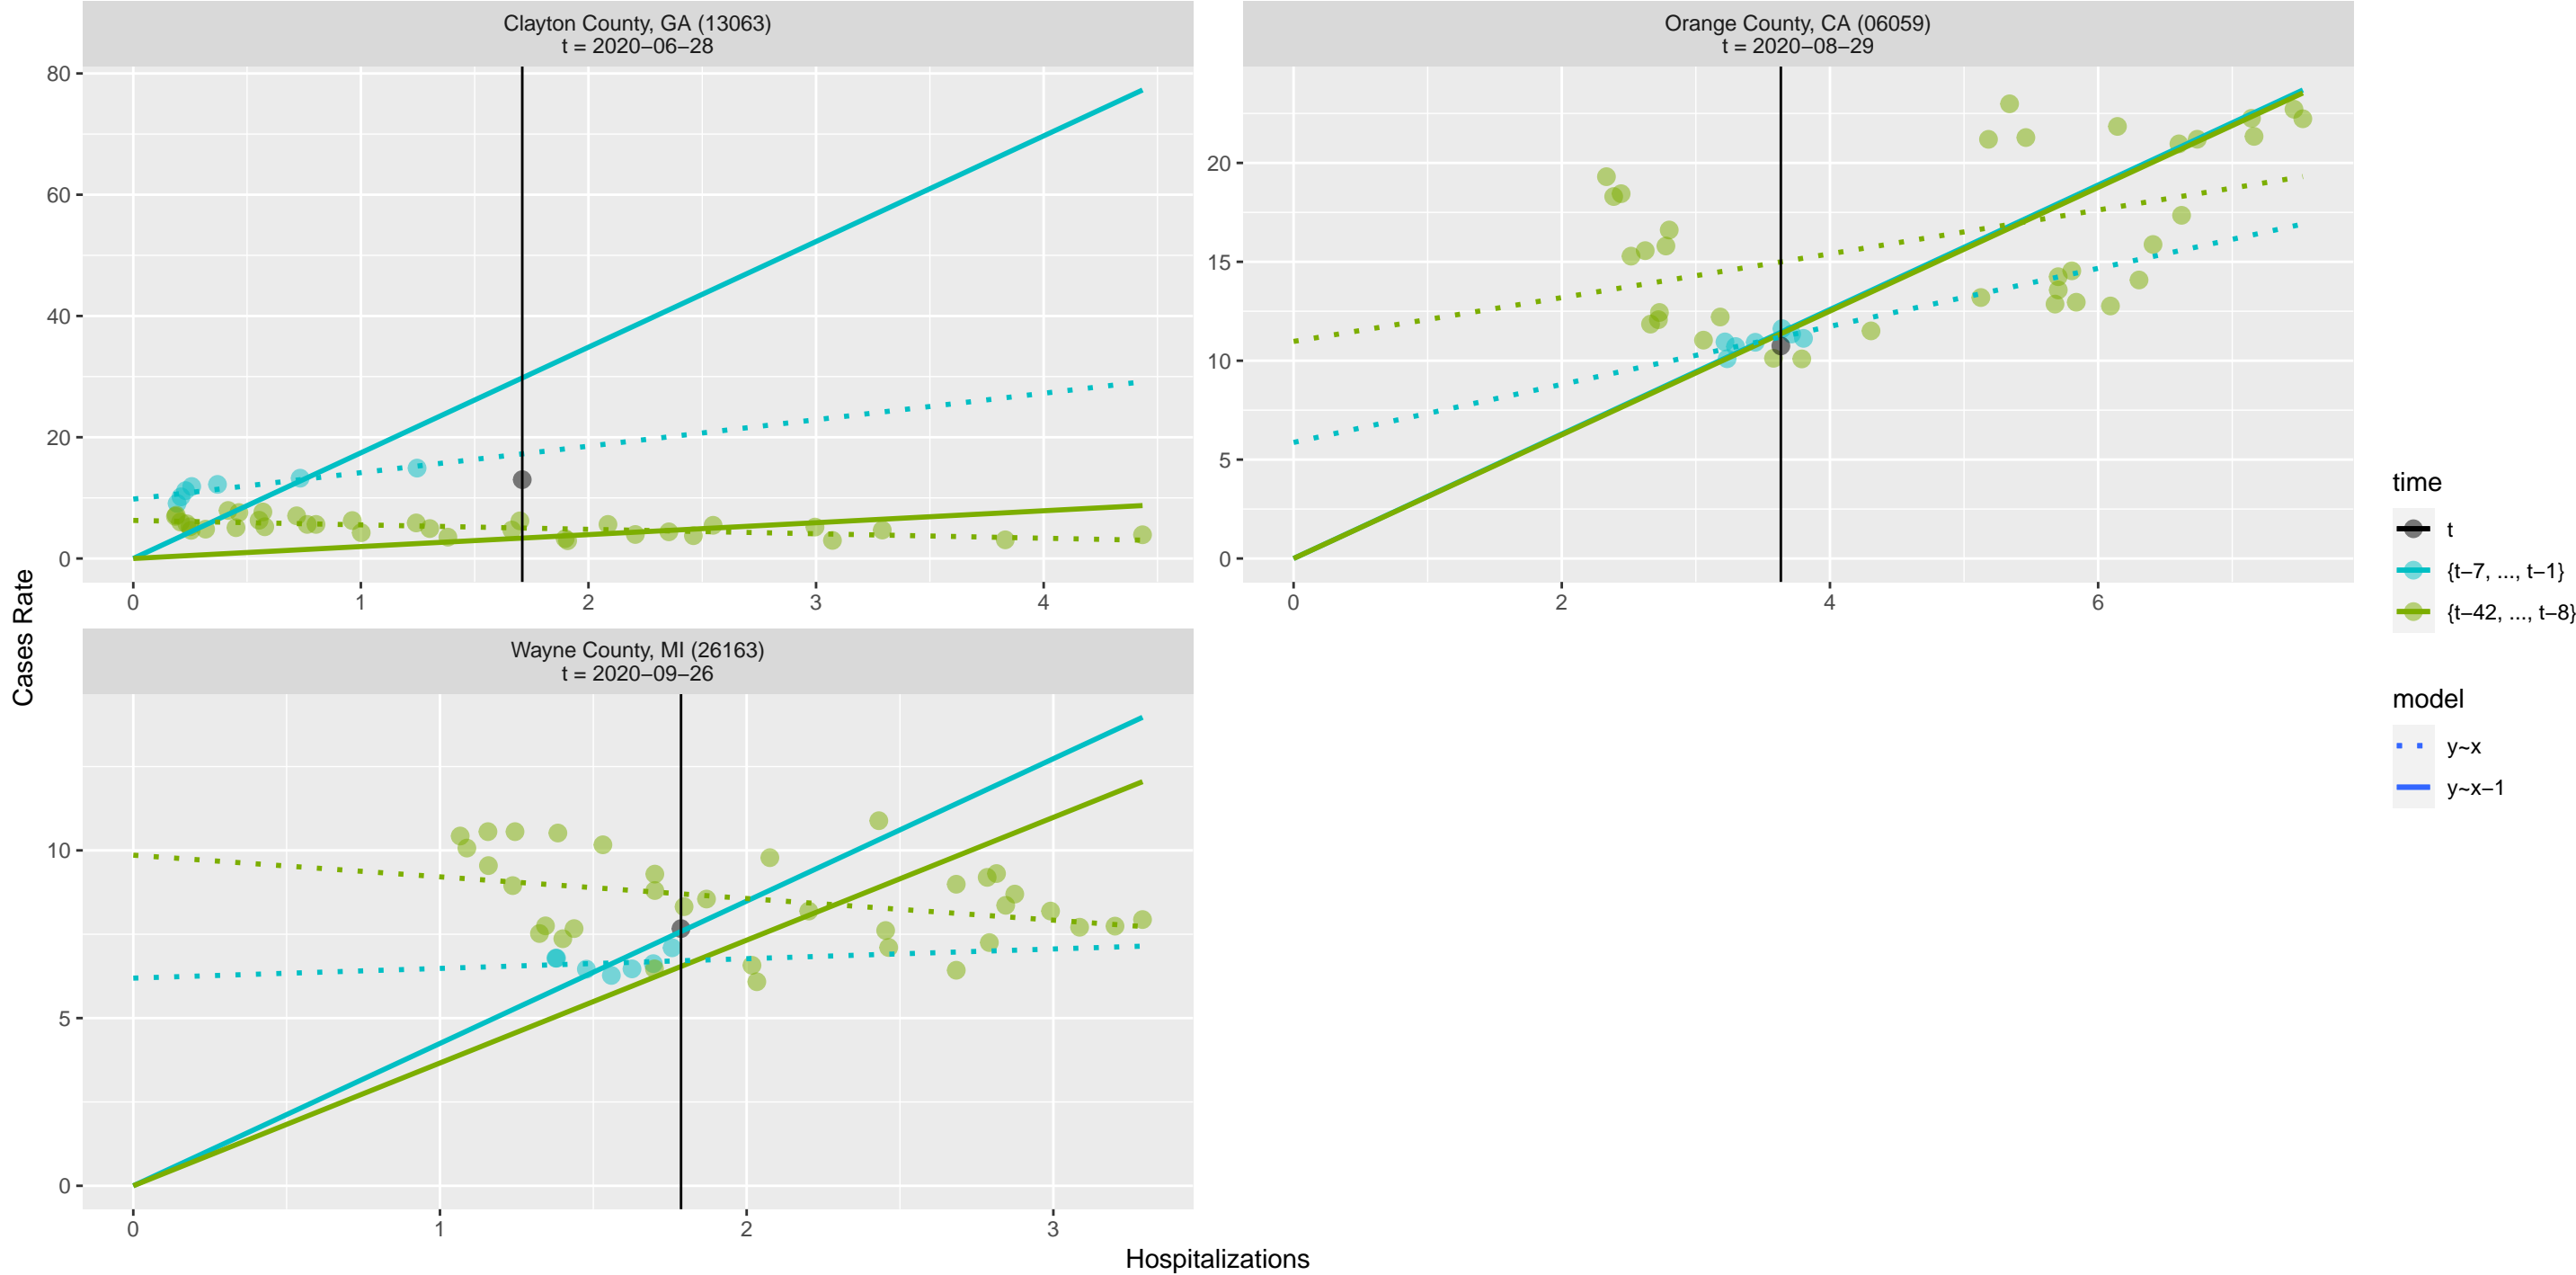 Clayton County, GA (13063)
t = 2020−06−28
80
60
40
20
0
0 1 2 3 4
Orange County, CA (06059)
t = 2020−08−29
20
15
10
5
0
0 2 4 6
Wayne County, MI (26163)
t = 2020−09−26
10
5
0
0 1 2 3
Cases Rate
Hospitalizations
time
t
{t−7, ..., t−1}
{t−42, ..., t−8}
model
y~x
y~x−1